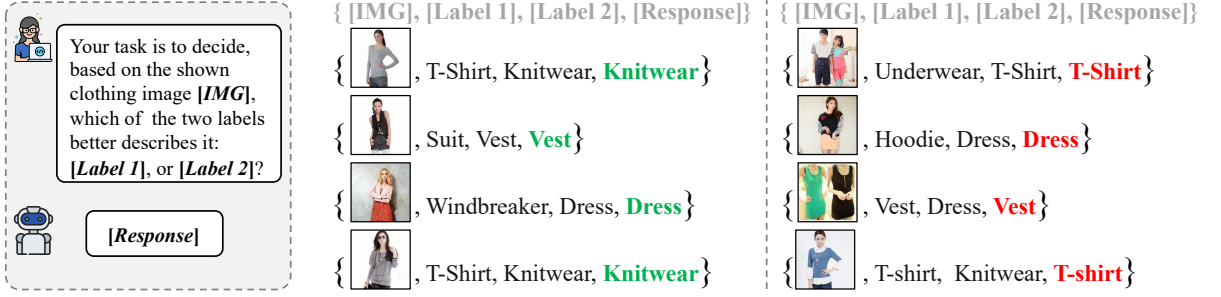 Your task is to decide,
based on the shown
clothing image [IMG],
which of the two labels
better describes it:
[Label 1], or [Label 2]?
[Response]
{ [IMG], [Label 1], [Label 2], [Response]}
{ , T-Shirt, Knitwear, Knitwear}
{ , Suit, Vest, Vest}
{ , Windbreaker, Dress, Dress}
{ , T-Shirt, Knitwear, Knitwear}
{ [IMG], [Label 1], [Label 2], [Response]}
{ , Underwear, T-Shirt, T-Shirt}
{ , Hoodie, Dress, Dress}
{ , Vest, Dress, Vest}
{ , T-shirt, Knitwear, T-shirt}